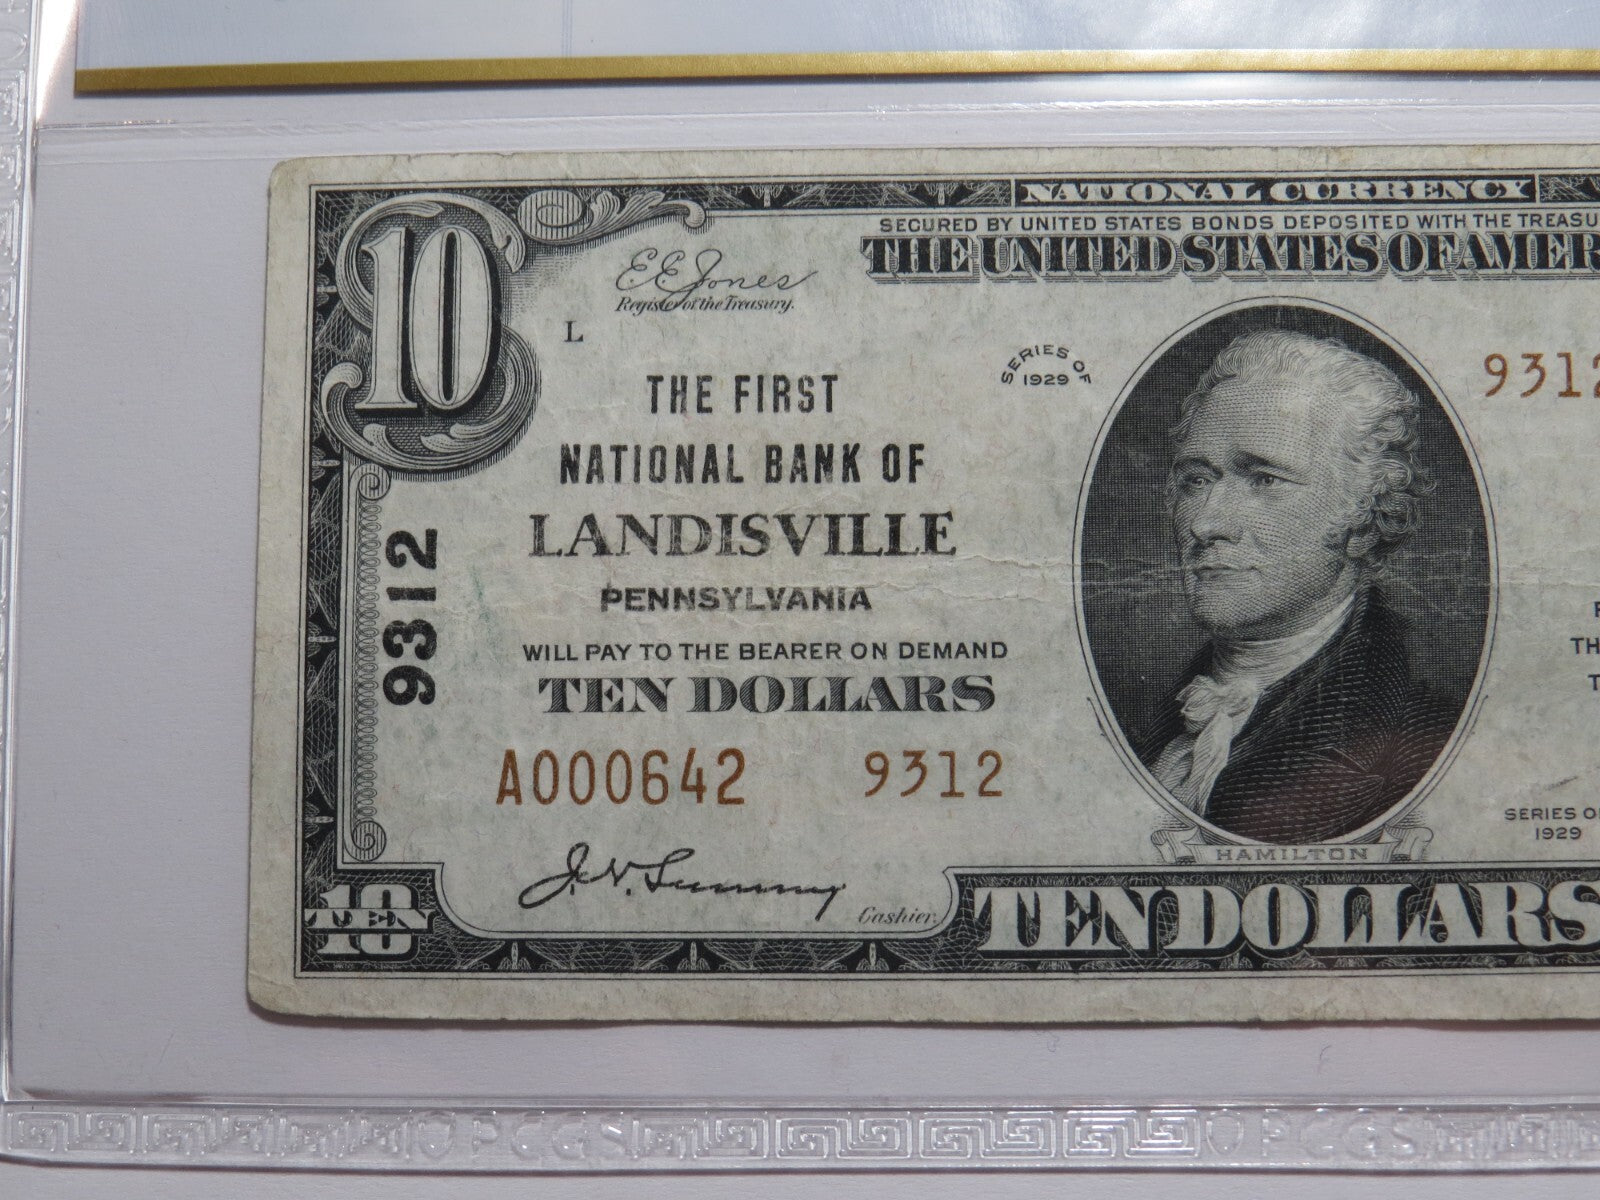 NATIONAL CURRENCY
SECURED BY UNITED STATES BONDS DEPOSITED WITH THE TREASU
THE UNITED STATES OF AMER
10
E.E. Jones
Register of the Treasury.
L
SERIES OF
1929
9312
THE FIRST
NATIONAL BANK OF
LANDISVILLE
PENNSYLVANIA
9312
WILL PAY TO THE BEARER ON DEMAND
TEN DOLLARS
TH
T
A000642
9312
SERIES O
1929
HAMILTON
Cashier.
10
TEN
TEN DOLLARS
PCGS
PCGS